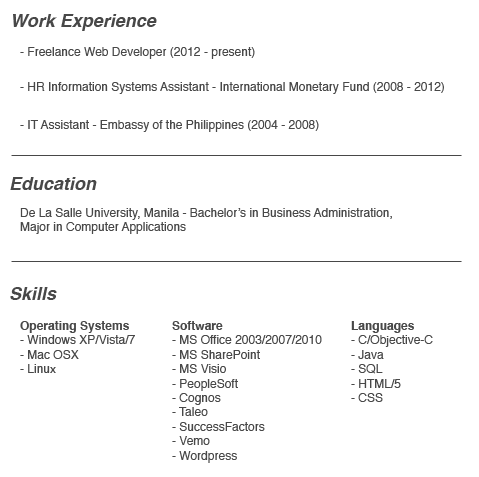 Work Experience
- Freelance Web Developer (2012 - present)
- HR Information Systems Assistant - International Monetary Fund (2008 - 2012)
- IT Assistant - Embassy of the Philippines (2004 - 2008)
Education
De La Salle University, Manila - Bachelor's in Business Administration,
Major in Computer Applications
Skills
Operating Systems
- Windows XP/Vista/7
- Mac OSX
- Linux
Software
- MS Office 2003/2007/2010
- MS SharePoint
- MS Visio
- PeopleSoft
- Cognos
- Taleo
- SuccessFactors
- Vemo
- Wordpress
Languages
- C/Objective-C
- Java
- SQL
- HTML/5
- CSS